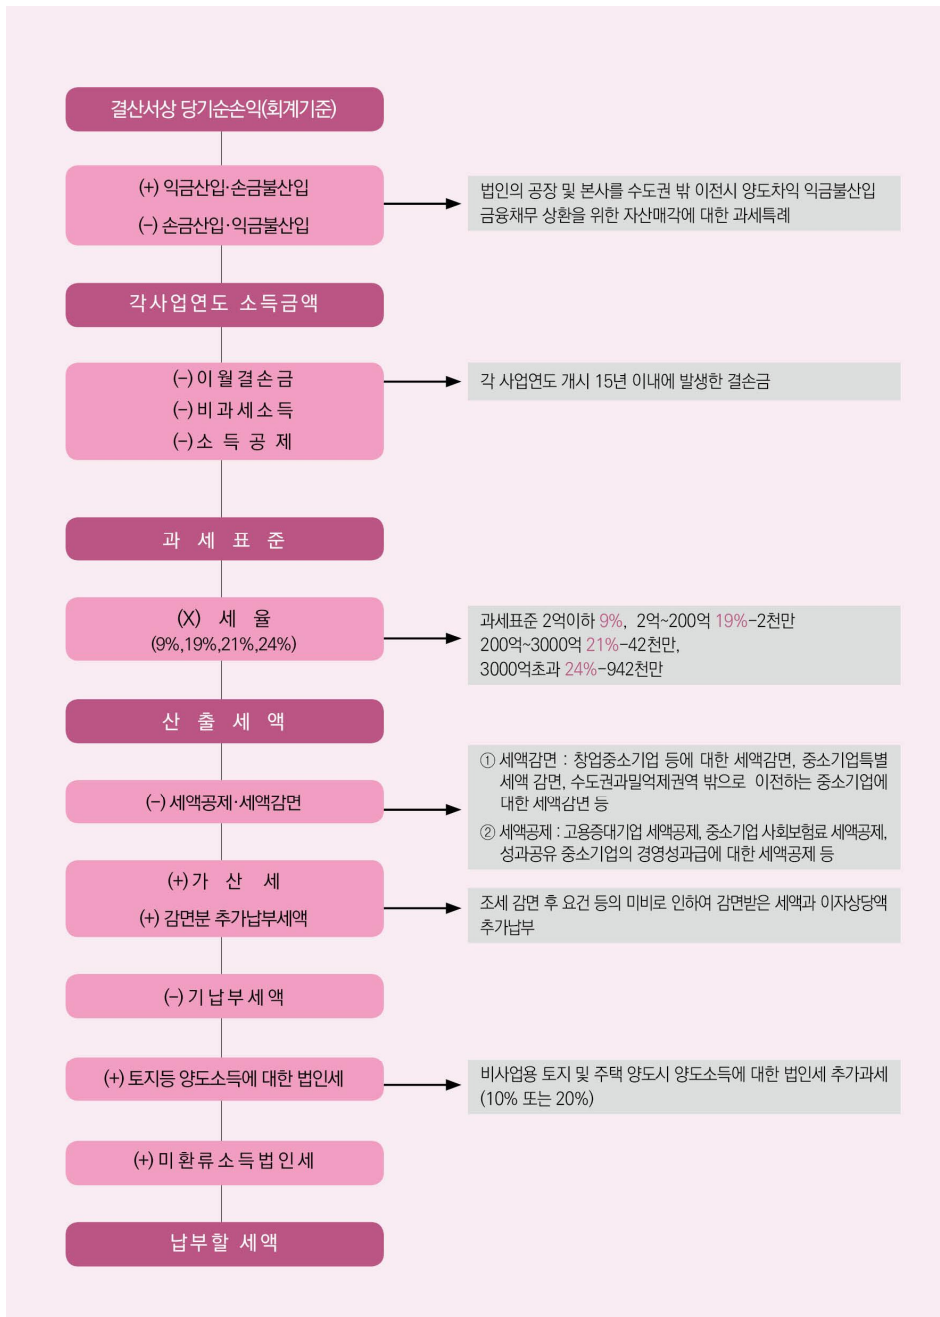 결산서상 당기순손익(회계기준)
(+) 익금산입·손금불산입
(-) 손금산입·익금불산입
법인의 공장 및 본사를 수도권 밖 이전시 양도차익 익금불산입
금융채무 상환을 위한 자산매각에 대한 과세특례
각사업연도 소득금액
(-) 이월결손금
(-) 비과세소득
(-) 소 득 공 제
각 사업연도 개시 15년 이내에 발생한 결손금
과 세 표 준
(X) 세 율
(9%,19%,21%,24%)
과세표준 2억이하 9%, 2억~200억 19%-2천만
200억~3000억 21%-42천만,
3000억초과 24%-942천만
산 출 세 액
(-) 세액공제·세액감면
① 세액감면 : 창업중소기업 등에 대한 세액감면, 중소기업특별
세액 감면, 수도권과밀억제권역 밖으로 이전하는 중소기업에
대한 세액감면 등
② 세액공제 : 고용증대기업 세액공제, 중소기업 사회보험료 세액공제,
성과공유 중소기업의 경영성과급에 대한 세액공제 등
(+) 가 산 세
(+) 감면분 추가납부세액
조세 감면 후 요건 등의 미비로 인하여 감면받은 세액과 이자상당액
추가납부
(-) 기납부세액
(+) 토지등 양도소득에 대한 법인세
비사업용 토지 및 주택 양도시 양도소득에 대한 법인세 추가과세
(10% 또는 20%)
(+) 미환류소득법인세
납부할 세액